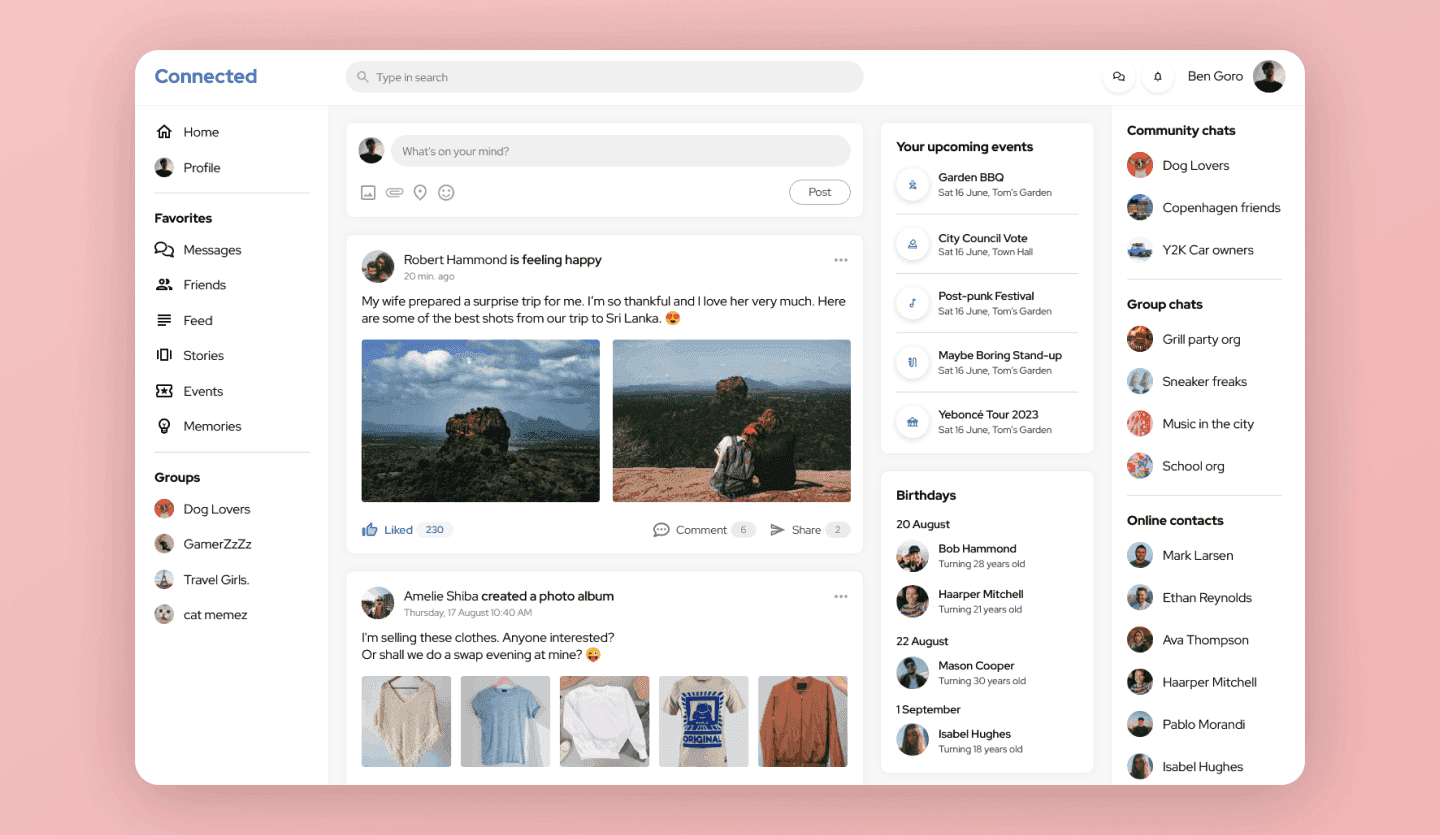 Connected
Type in search
Ben Goro
Home
Profile
Favorites
Messages
Friends
Feed
Stories
Events
Memories
Groups
Dog Lovers
GamerZzZz
Travel Girls.
cat memez
What's on your mind?
Post
Robert Hammond is feeling happy
20 min. ago
My wife prepared a surprise trip for me. I'm so thankful and I love her very much. Here
are some of the best shots from our trip to Sri Lanka. 😍
Liked 230
Comment 6
Share 2
Amelie Shiba created a photo album
Thursday, 17 August 10:40 AM
I'm selling these clothes. Anyone interested?
Or shall we do a swap evening at mine? 😜
ORIGINAL
Your upcoming events
Garden BBQ
Sat 16 June, Tom's Garden
City Council Vote
Sat 16 June, Town Hall
Post-punk Festival
Sat 16 June, Tom's Garden
Maybe Boring Stand-up
Sat 16 June, Tom's Garden
Yeboncé Tour 2023
Sat 16 June, Tom's Garden
Birthdays
20 August
Bob Hammond
Turning 28 years old
Haarper Mitchell
Turning 21 years old
22 August
Mason Cooper
Turning 30 years old
1 September
Isabel Hughes
Turning 18 years old
Community chats
Dog Lovers
Copenhagen friends
Y2K Car owners
Group chats
Grill party org
Sneaker freaks
Music in the city
School org
Online contacts
Mark Larsen
Ethan Reynolds
Ava Thompson
Haarper Mitchell
Pablo Morandi
Isabel Hughes